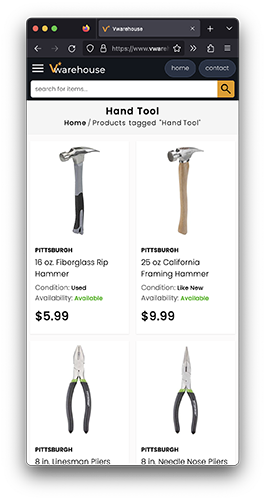 Vwarehouse
https://www.vwareh
Vwarehouse
home
contact
search for items...
Hand Tool
Home / Products tagged "Hand Tool"
PITTSBURGH
16 oz. Fiberglass Rip
Hammer
Condition: Used
Availability: Available
$5.99
PITTSBURGH
25 oz California
Framing Hammer
Condition: Like New
Availability: Available
$9.99
PITTSBURGH
8 in. Linesman Pliers
PITTSBURGH
8 in. Needle Nose Pliers